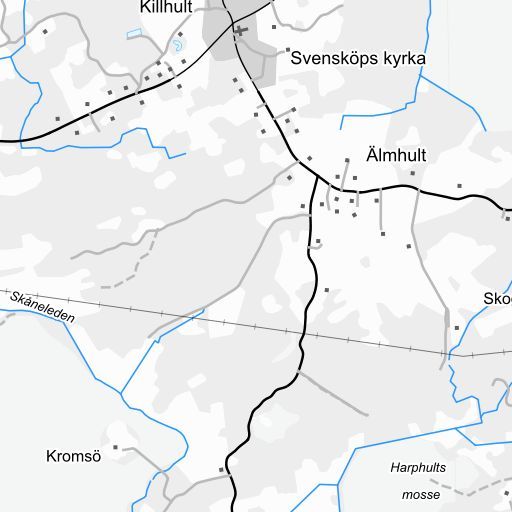 Killhult
Svensköps kyrka
Älmhult
Skåneleden
Kromsö
Harphults
mosse